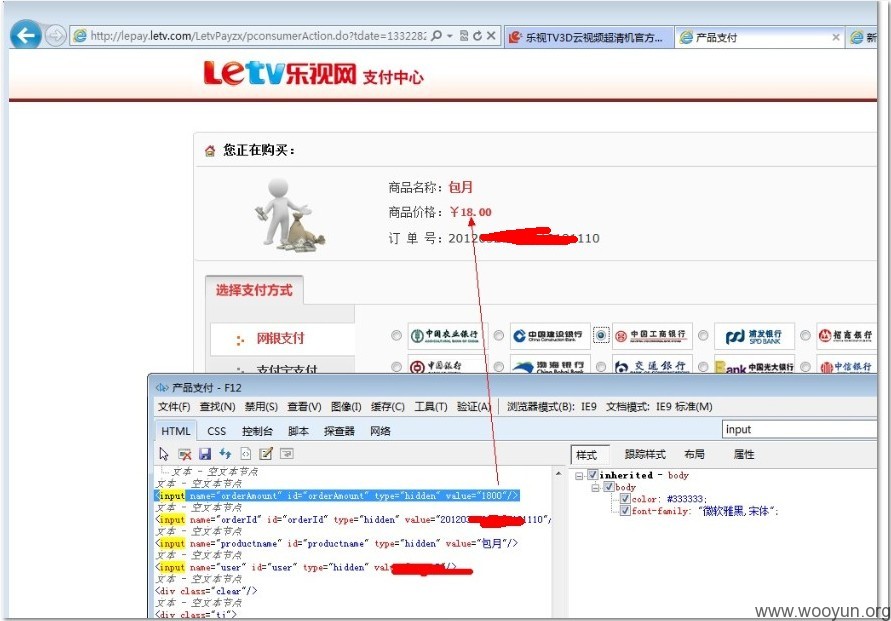 http://lepay.letv.com/LetvPayzx/pconsumerAction.do?tdate=133228
乐视TV3D云视频超清机官方...
产品支付
新
Letv乐视网 支付中心
您正在购买：
商品名称：包月
商品价格：￥18.00
订 单 号：20120 1110
选择支付方式
网银支付
支付宝支付
中国农业银行
AGRICULTURAL BANK OF CHINA
中国建设银行
China Construction Bank
中国工商银行
浦发银行
SPD BANK
招商银行
中国银行
渤海银行
China Bohai Bank
交通银行
Bank 中国光大银行
中信银行
产品支付 - F12
文件(F) 查找(N) 禁用(S) 查看(V) 图像(I) 缓存(C) 工具(T) 验证(A) 浏览器模式(B): IE9 文档模式: IE9 标准(M)
HTML CSS 控制台 脚本 探查器 网络
input
样式 跟踪样式 布局 属性
文本 - 空文本节点
文本 - 空文本节点
<input name="orderAmount" id="orderAmount" type="hidden" value="1800"/>
文本 - 空文本节点
<input name="orderId" id="orderId" type="hidden" value="201203 110"/
文本 - 空文本节点
<input name="productname" id="productname" type="hidden" value="包月"/>
文本 - 空文本节点
<input name="user" id="user" type="hidden" val />
文本 - 空文本节点
<div class="clear"/>
文本 - 空文本节点
<div class="ti">
inherited - body
body
color: #333333;
font-family: "微软雅黑,宋体";
www.wooyun.org